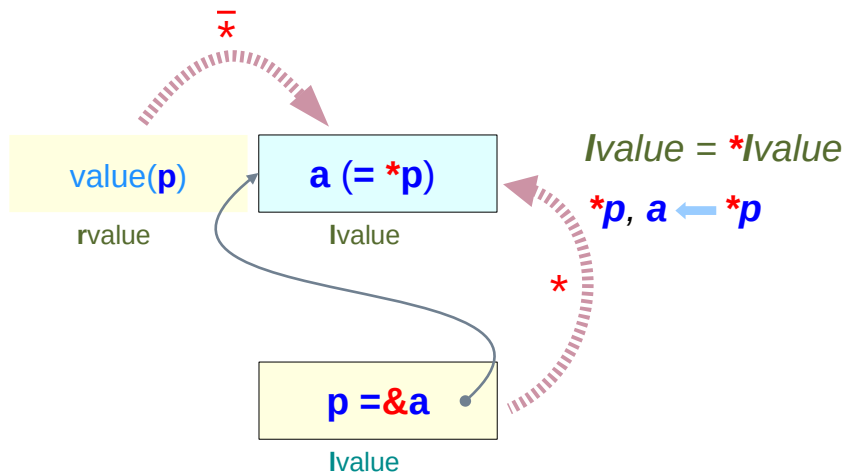 *
value(p)
a (= *p)
rvalue
lvalue
lvalue = *lvalue
*p, a ← *p
*
p =&a
lvalue